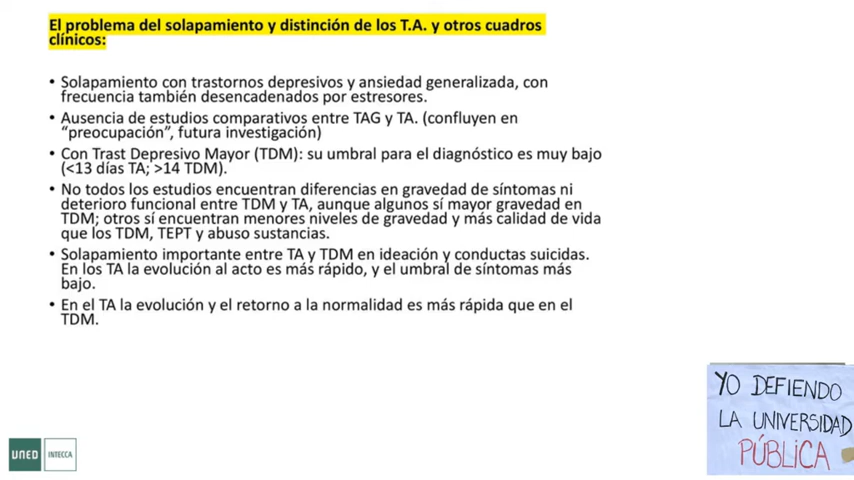 El problema del solapamiento y distinción de los T.A. y otros cuadros
clínicos:
• Solapamiento con trastornos depresivos y ansiedad generalizada, con
frecuencia también desencadenados por estresores.
• Ausencia de estudios comparativos entre TAG y TA. (confluyen en
“preocupación”, futura investigación)
• Con Trast Depresivo Mayor (TDM): su umbral para el diagnóstico es muy bajo
(<13 días TA; >14 TDM).
• No todos los estudios encuentran diferencias en gravedad de síntomas ni
deterioro funcional entre TDM y TA, aunque algunos sí mayor gravedad en
TDM; otros sí encuentran menores niveles de gravedad y más calidad de vida
que los TDM, TEPT y abuso sustancias.
• Solapamiento importante entre TA y TDM en ideación y conductas suicidas.
En los TA la evolución al acto es más rápido, y el umbral de síntomas más
bajo.
• En el TA la evolución y el retorno a la normalidad es más rápida que en el
TDM.
YO DEFIENDO
LA UNIVERSIDAD
PÚBLICA
UNED INTECCA